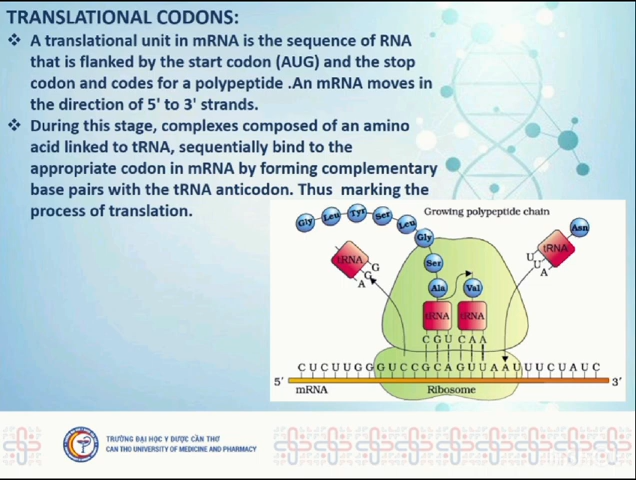 TRANSLATIONAL CODONS:
❖ A translational unit in mRNA is the sequence of RNA
that is flanked by the start codon (AUG) and the stop
codon and codes for a polypeptide .An mRNA moves in
the direction of 5' to 3' strands.
❖ During this stage, complexes composed of an amino
acid linked to tRNA, sequentially bind to the
appropriate codon in mRNA by forming complementary
base pairs with the tRNA anticodon. Thus marking the
process of translation.
Growing polypeptide chain
Gly Leu Tyr Ser Leu
Gly
Ser
Ala Val
Asn
tRNA
A G G
tRNA
U U A
tRNA tRNA
C G U C A A
C U C U U G G G U C C G C A G U U A A U U U C U A U C
5' 3'
mRNA Ribosome
TRƯỜNG ĐẠI HỌC Y DƯỢC CẦN THƠ
CAN THO UNIVERSITY OF MEDICINE AND PHARMACY